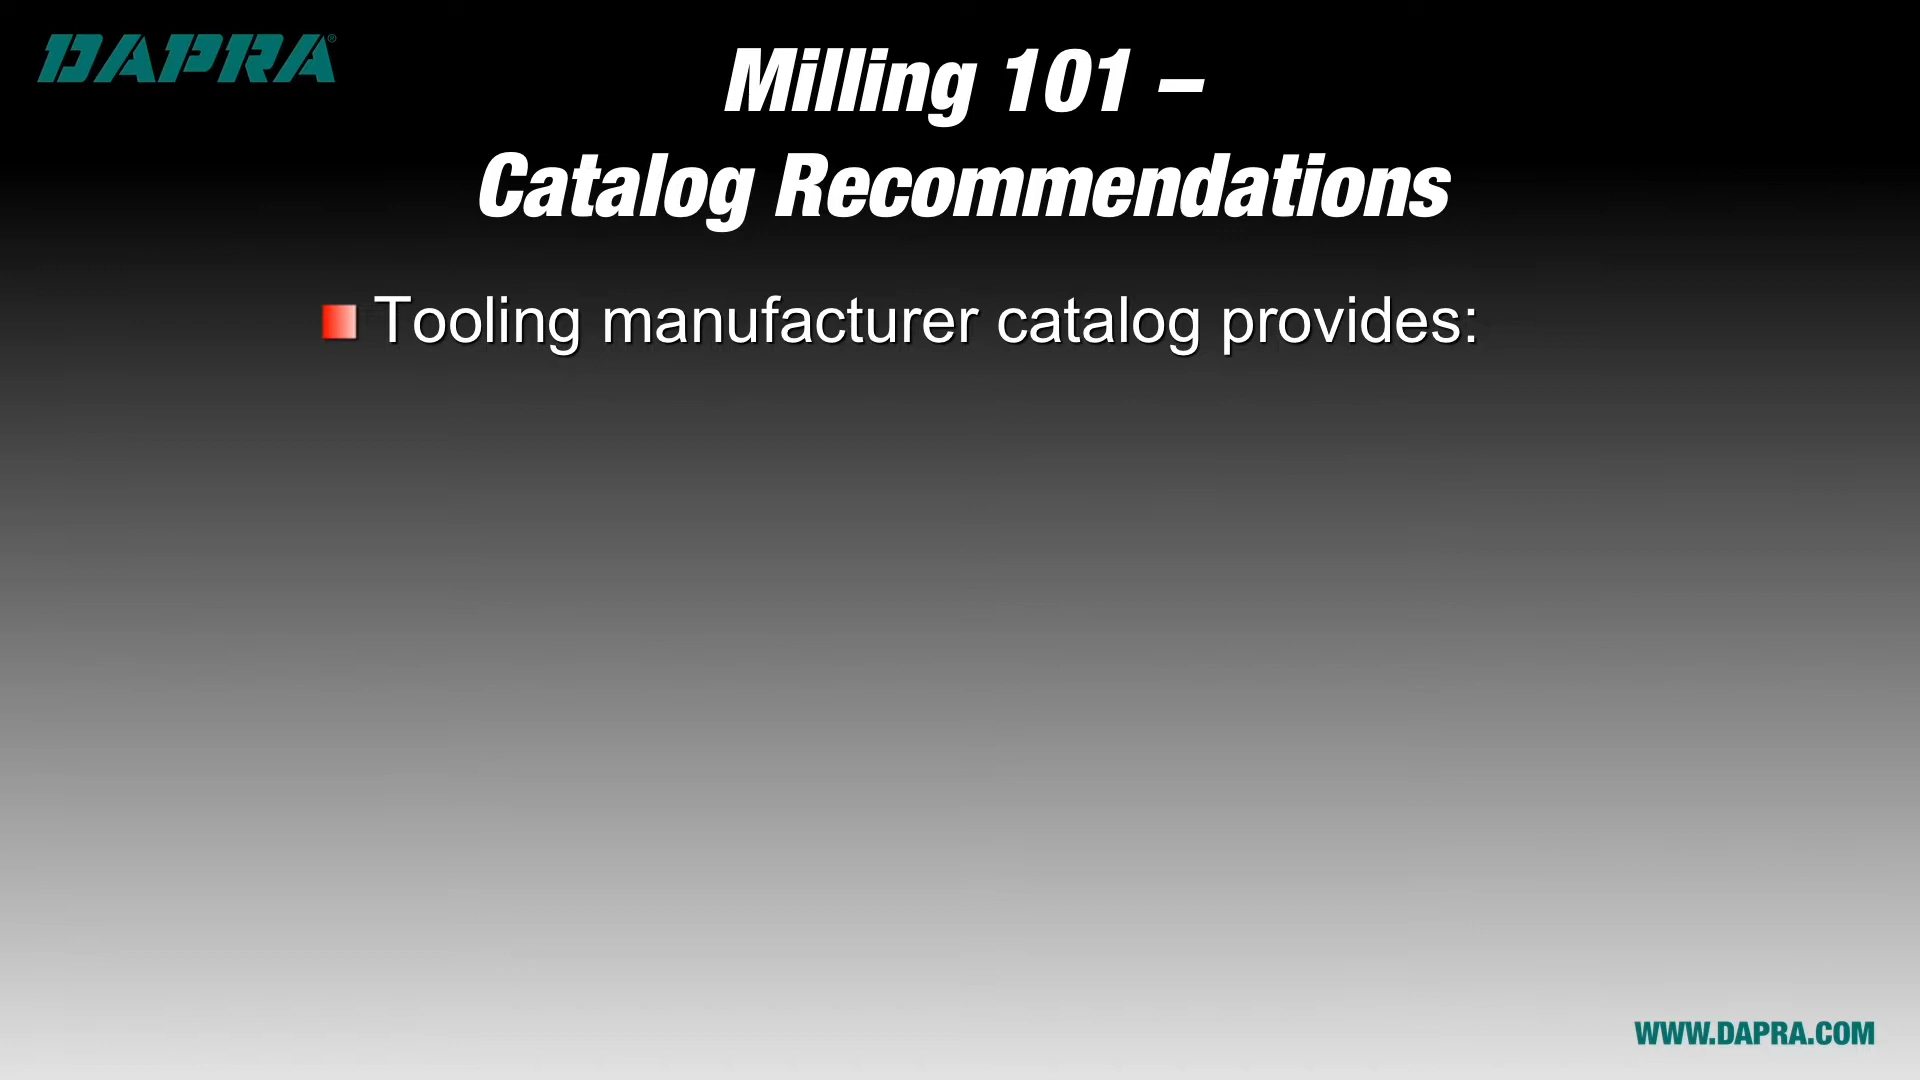 DAPRA®
Milling 101 –
Catalog Recommendations
Tooling manufacturer catalog provides:
WWW.DAPRA.COM